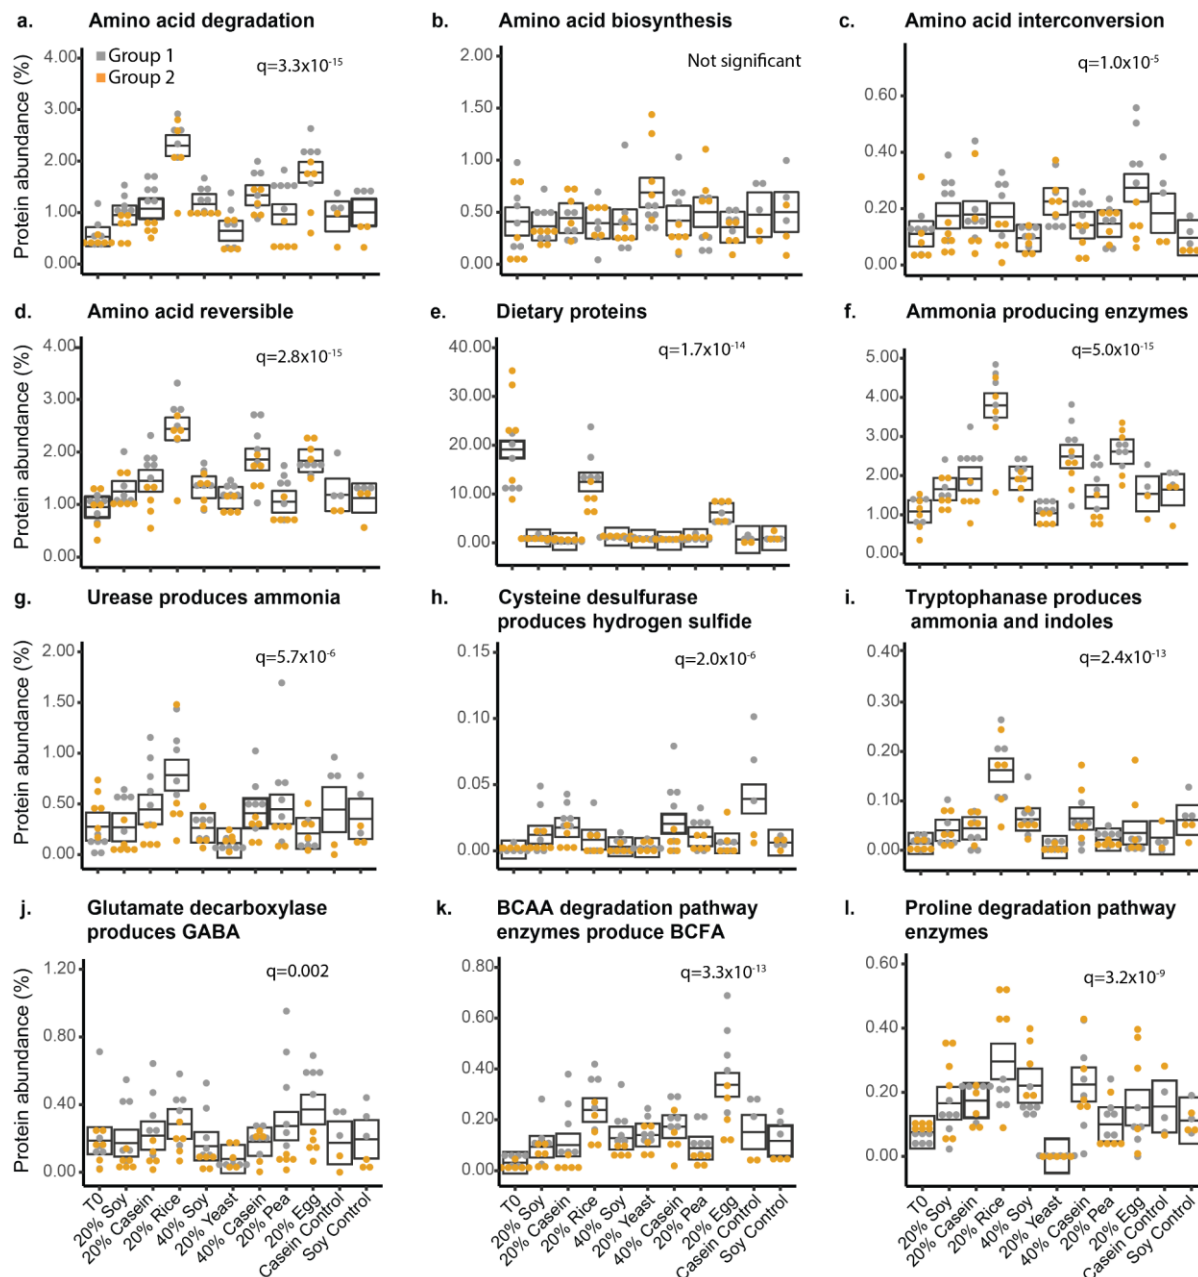 a. Amino acid degradation
b. Amino acid biosynthesis
c. Amino acid interconversion
Protein abundance (%)
4.00
3.00
2.00
1.00
0.00
Group 1
Group 2
q=3.3x10-15
2.00
1.50
1.00
0.50
0.00
Not significant
0.60
0.40
0.20
0.00
q=1.0x10-5
d. Amino acid reversible
e. Dietary proteins
f. Ammonia producing enzymes
Protein abundance (%)
4.00
3.00
2.00
1.00
0.00
q=2.8x10-15
40.00
30.00
20.00
10.00
0.00
q=1.7x10-14
5.00
4.00
3.00
2.00
1.00
0.00
q=5.0x10-15
g. Urease produces ammonia
h. Cysteine desulfurase
produces hydrogen sulfide
i. Tryptophanase produces
ammonia and indoles
Protein abundance (%)
2.00
1.50
1.00
0.50
0.00
q=5.7x10-6
0.15
0.10
0.05
0.00
q=2.0x10-6
0.40
0.30
0.20
0.10
0.00
q=2.4x10-13
j. Glutamate decarboxylase
produces GABA
k. BCAA degradation pathway
enzymes produce BCFA
l. Proline degradation pathway
enzymes
Protein abundance (%)
1.20
0.80
0.40
0.00
q=0.002
0.80
0.60
0.40
0.20
0.00
q=3.3x10-13
0.60
0.40
0.20
0.00
q=3.2x10-9
T0
20% Soy
20% Casein
20% Rice
40% Soy
20% Yeast
40% Casein
20% Pea
20% Egg
Casein Control
Soy Control
T0
20% Soy
20% Casein
20% Rice
40% Soy
20% Yeast
40% Casein
20% Pea
20% Egg
Casein Control
Soy Control
T0
20% Soy
20% Casein
20% Rice
40% Soy
20% Yeast
40% Casein
20% Pea
20% Egg
Casein Control
Soy Control